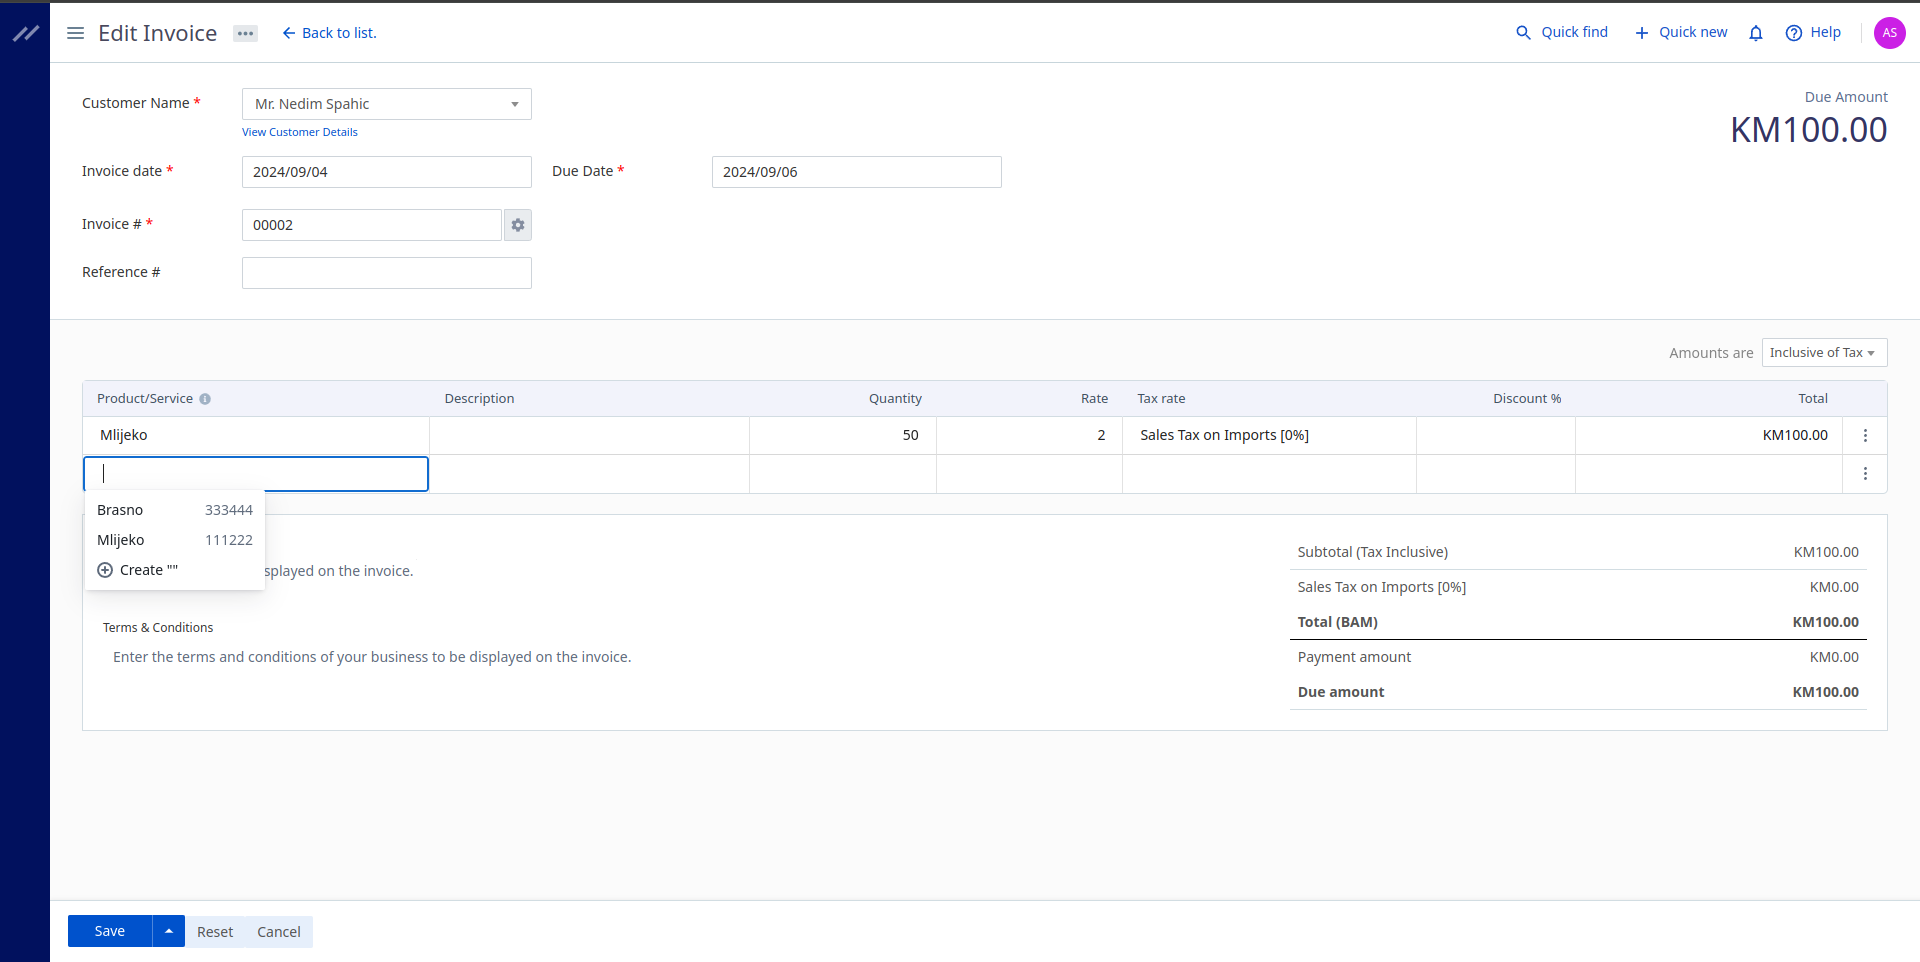 Edit Invoice ••• Back to list. Quick find Quick new Help AS
Customer Name * Mr. Nedim Spahic
View Customer Details
Due Amount
KM100.00
Invoice date * 2024/09/04 Due Date * 2024/09/06
Invoice # * 00002
Reference #
Amounts are Inclusive of Tax
Product/Service Description Quantity Rate Tax rate Discount % Total
Mlijeko 50 2 Sales Tax on Imports [0%] KM100.00
Brasno 333444
Mlijeko 111222
Create ""
splayed on the invoice.
Terms & Conditions
Enter the terms and conditions of your business to be displayed on the invoice.
Subtotal (Tax Inclusive) KM100.00
Sales Tax on Imports [0%] KM0.00
Total (BAM) KM100.00
Payment amount KM0.00
Due amount KM100.00
Save Reset Cancel